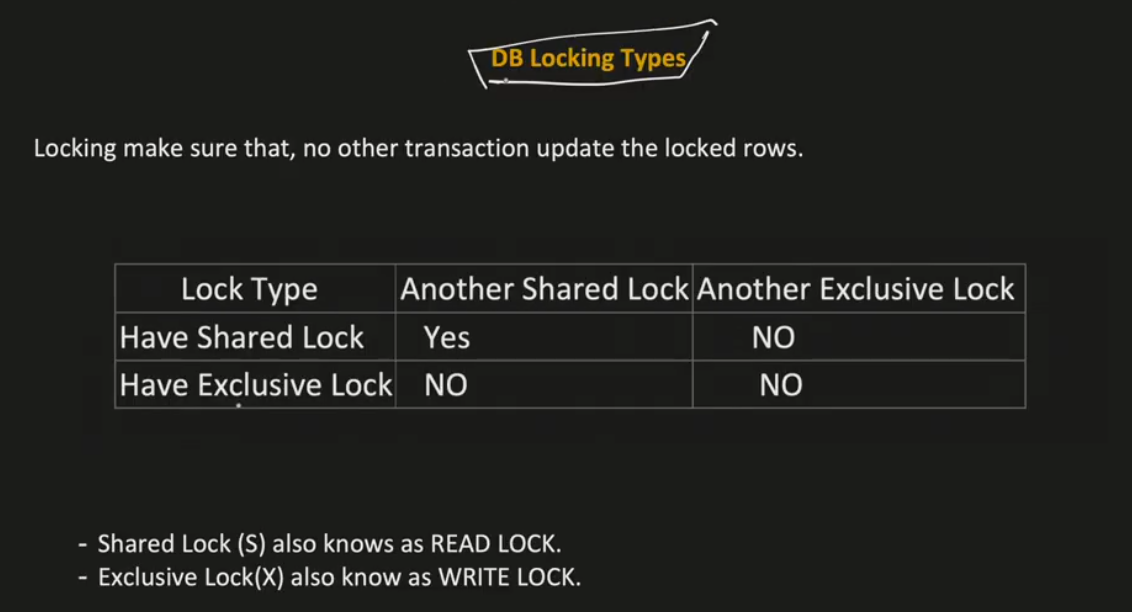 DB Locking Types
Locking make sure that, no other transaction update the locked rows.
Lock Type Another Shared Lock Another Exclusive Lock
Have Shared Lock Yes NO
Have Exclusive Lock NO NO
- Shared Lock (S) also knows as READ LOCK.
- Exclusive Lock(X) also know as WRITE LOCK.